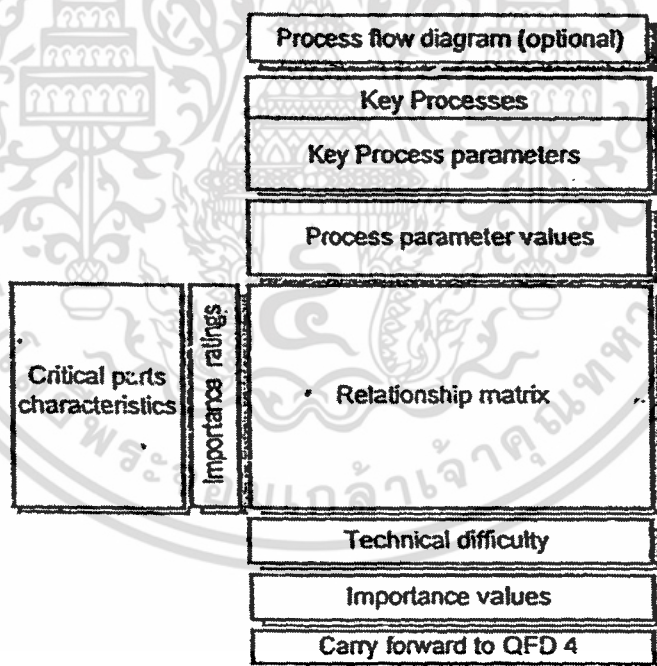 Process flow diagram (optional)
Key Processes
Key Process parameters
Process parameter values
Critical parts
characteristics
Importance ratings
Relationship matrix
Technical difficulty
Importance values
Carry forward to QFD 4